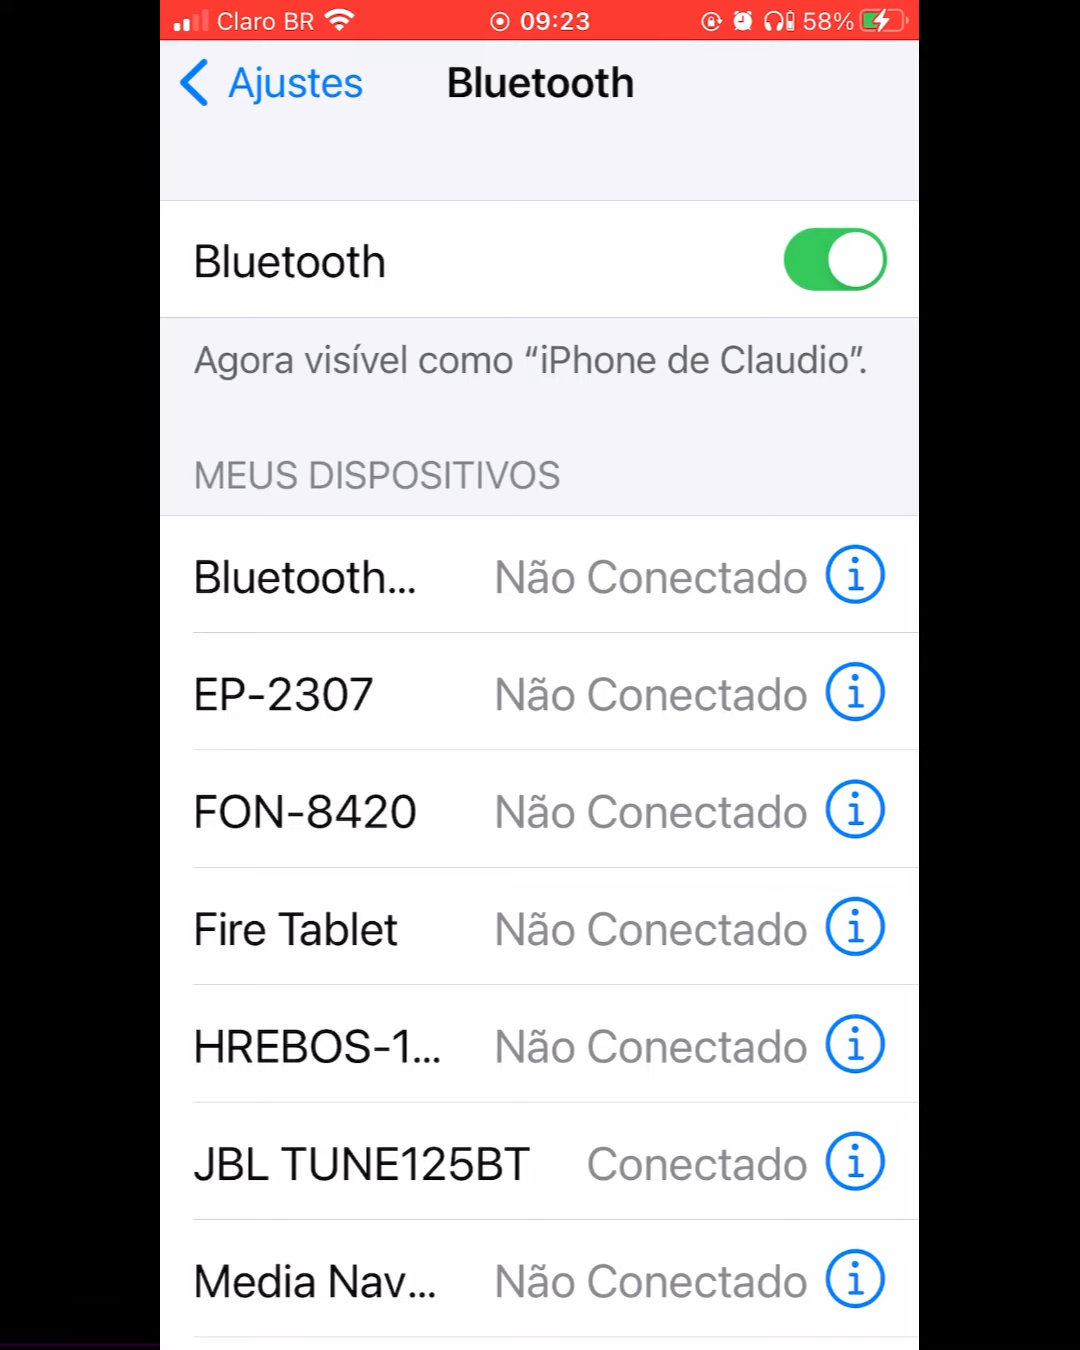 Claro BR 09:23 58%
Ajustes Bluetooth
Bluetooth
Agora visível como “iPhone de Claudio”.
MEUS DISPOSITIVOS
Bluetooth... Não Conectado
EP-2307 Não Conectado
FON-8420 Não Conectado
Fire Tablet Não Conectado
HREBOS-1... Não Conectado
JBL TUNE125BT Conectado
Media Nav... Não Conectado